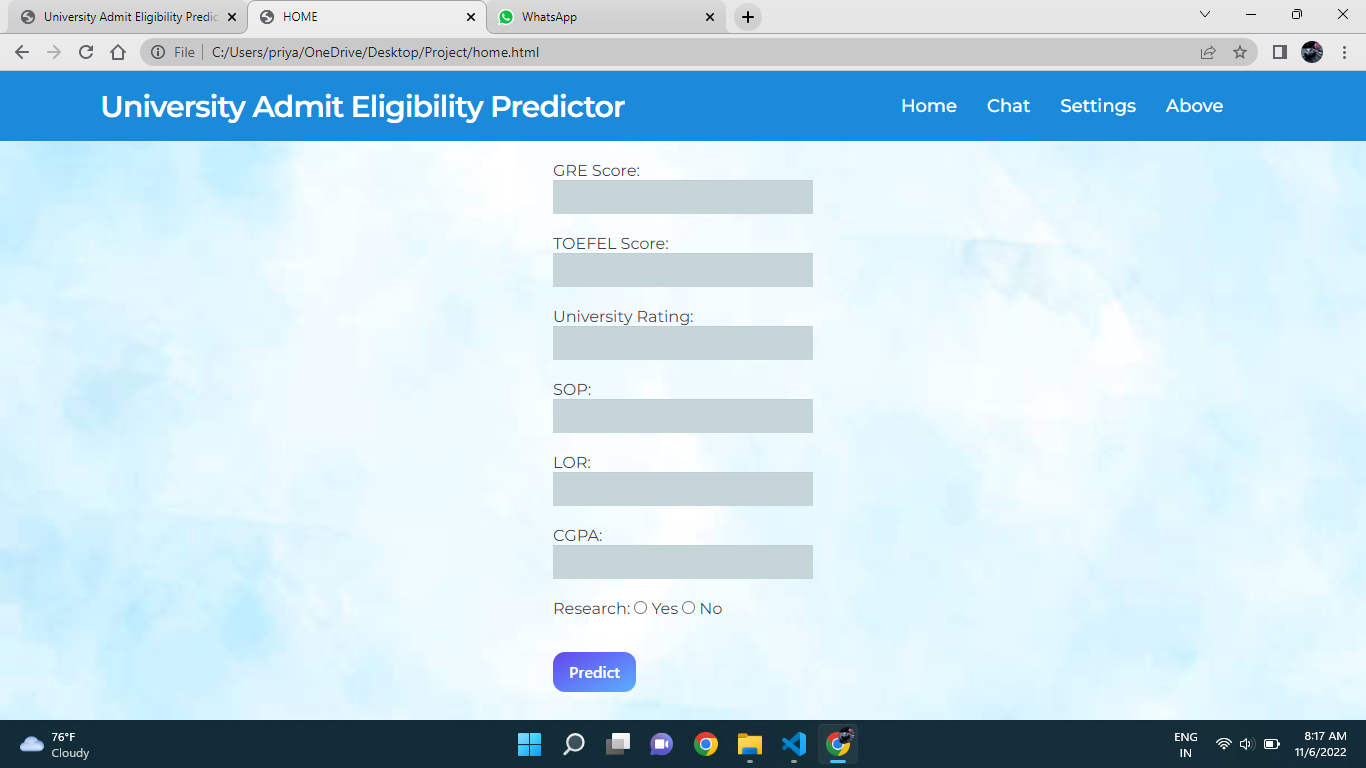 University Admit Eligibility Predic
HOME
WhatsApp
File
C:/Users/priya/OneDrive/Desktop/Project/home.html
University Admit Eligibility Predictor
Home Chat Settings Above
GRE Score:
TOEFEL Score:
University Rating:
SOP:
LOR:
CGPA:
Research: Yes No
Predict
76°F
Cloudy
ENG
IN
8:17 AM
11/6/2022